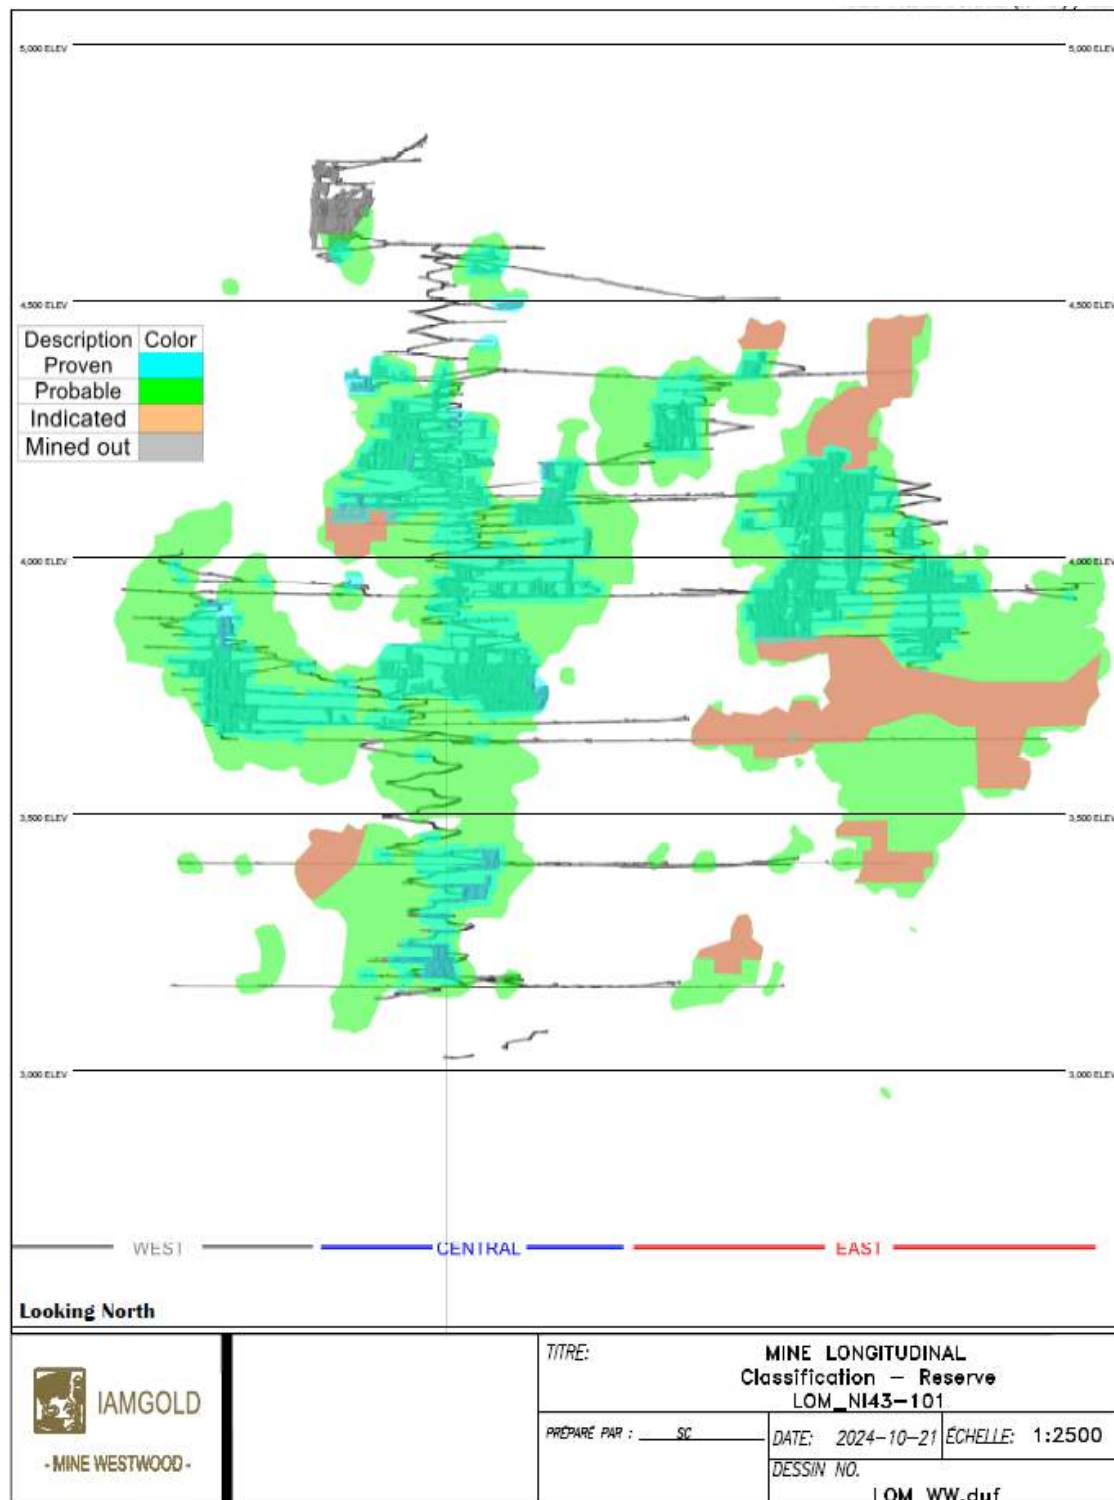 5,000 ELEV
5,000 ELEV
4,500 ELEV
4,500 ELEV
Description Color
Proven
Probable
Indicated
Mined out
4,000 ELEV
4,000 ELEV
3,500 ELEV
3,500 ELEV
3,000 ELEV
3,000 ELEV
WEST
CENTRAL
EAST
Looking North
IAMGOLD
- MINE WESTWOOD -
TITRE:
MINE LONGITUDINAL
Classification – Reserve
LOM_NI43–101
PRÉPARÉ PAR : SC
DATE: 2024–10–21
ÉCHELLE: 1:2500
DESSIN NO.
LOM_WW.duf